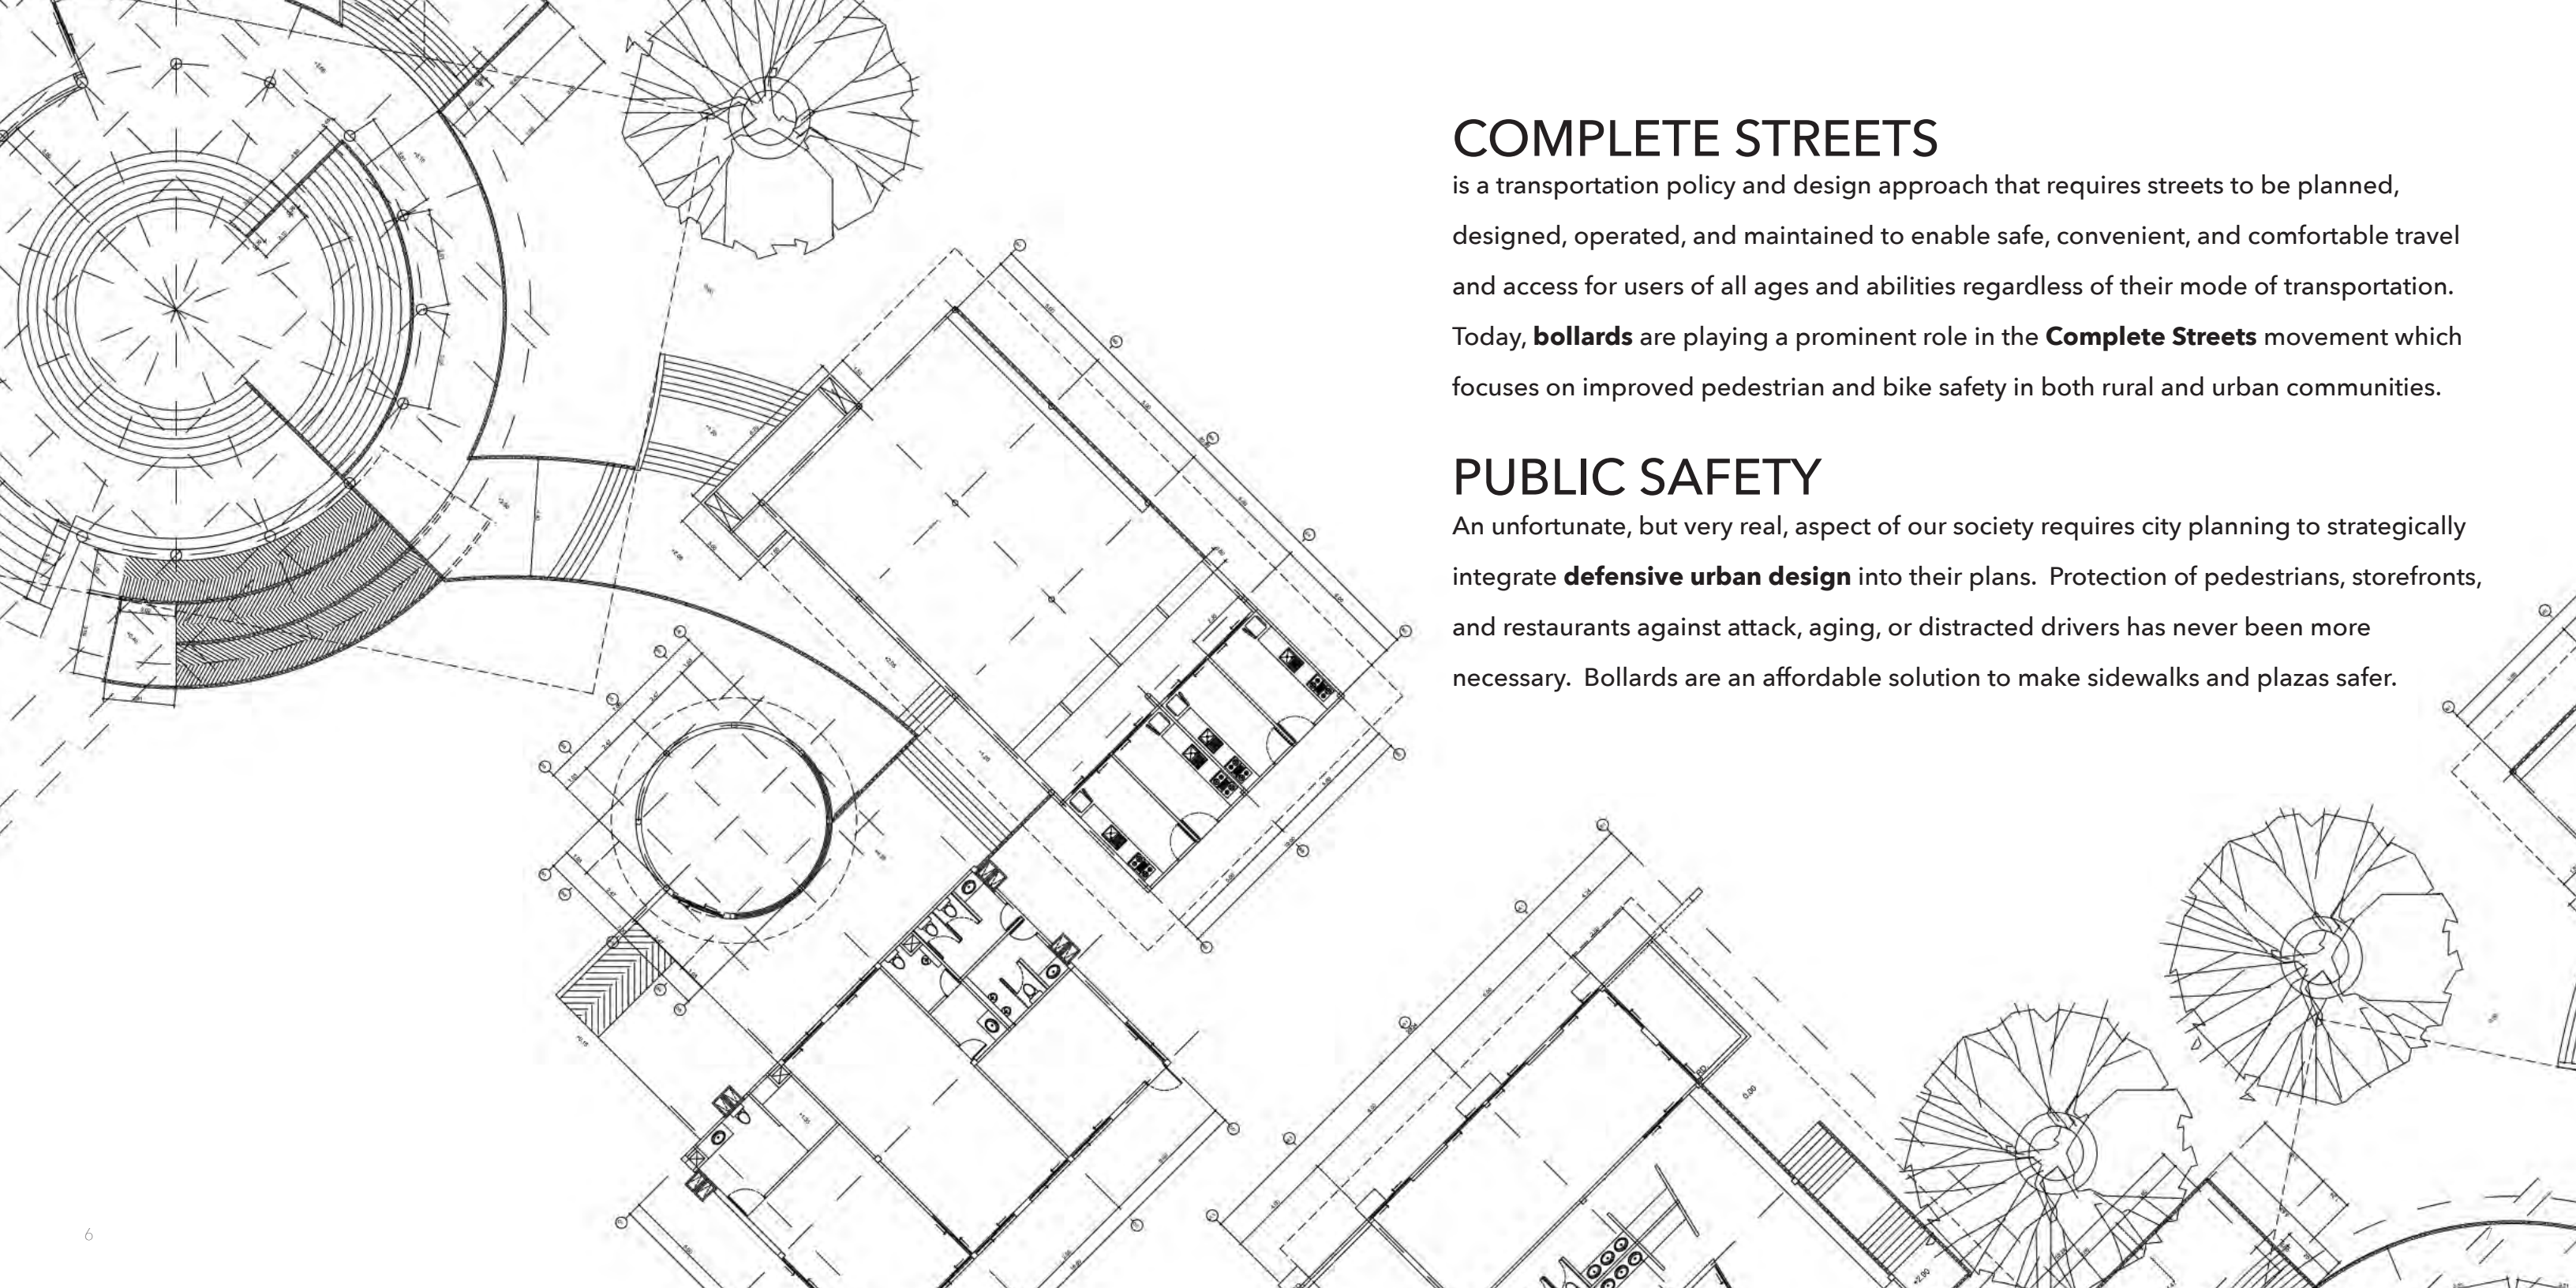 COMPLETE STREETS
is a transportation policy and design approach that requires streets to be planned,
designed, operated, and maintained to enable safe, convenient, and comfortable travel
and access for users of all ages and abilities regardless of their mode of transportation.
Today, bollards are playing a prominent role in the Complete Streets movement which
focuses on improved pedestrian and bike safety in both rural and urban communities.
PUBLIC SAFETY
An unfortunate, but very real, aspect of our society requires city planning to strategically
integrate defensive urban design into their plans.  Protection of pedestrians, storefronts,
and restaurants against attack, aging, or distracted drivers has never been more
necessary.  Bollards are an affordable solution to make sidewalks and plazas safer.
RD
0.00
+2.90
6